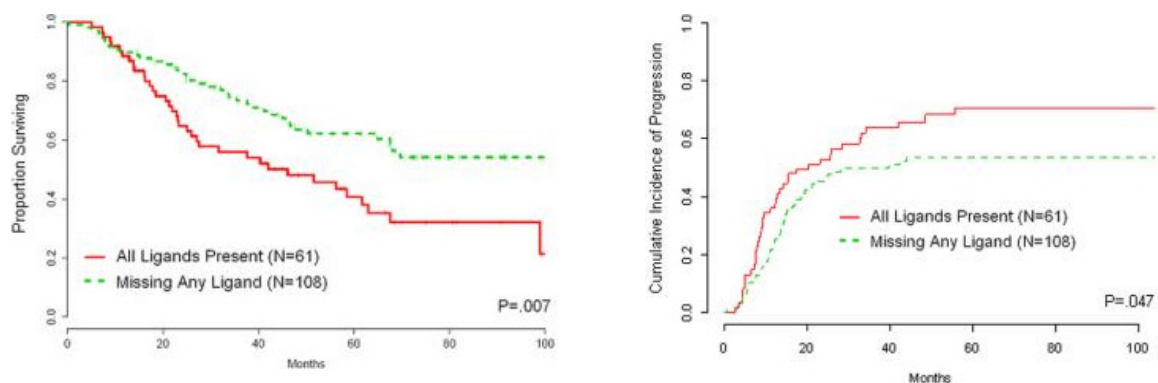 Proportion Surviving
1.0
0.8
0.6
0.4
0.2
0.0
All Ligands Present (N=61)
Missing Any Ligand (N=108)
P=.007
0 20 40 60 80 100
Months
Cumulative Incidence of Progression
1.0
0.8
0.6
0.4
0.2
0.0
All Ligands Present (N=61)
Missing Any Ligand (N=108)
P=.047
0 20 40 60 80 100
Months